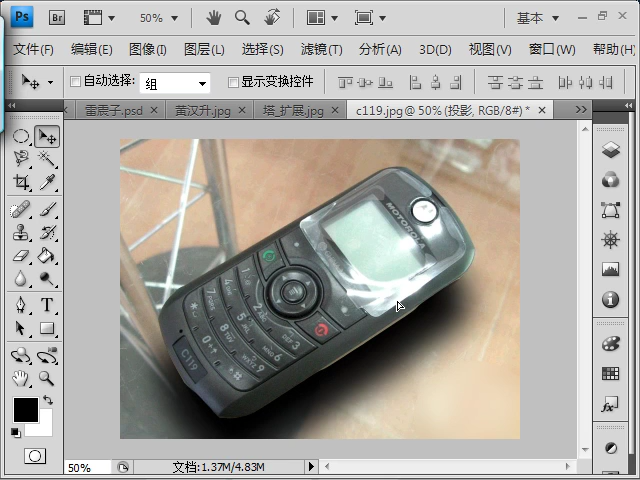 Ps Br 50% 基本
文件(F) 编辑(E) 图像(I) 图层(L) 选择(S) 滤镜(T) 分析(A) 3D(D) 视图(V) 窗口(W) 帮助(H)
自动选择: 组 显示变换控件
雷震子.psd × 黄汉升.jpg × 塔_扩展.jpg × c119.jpg @ 50% (投影, RGB/8#) * ×
MOTOROLA
C119
50% 文档:1.37M/4.83M